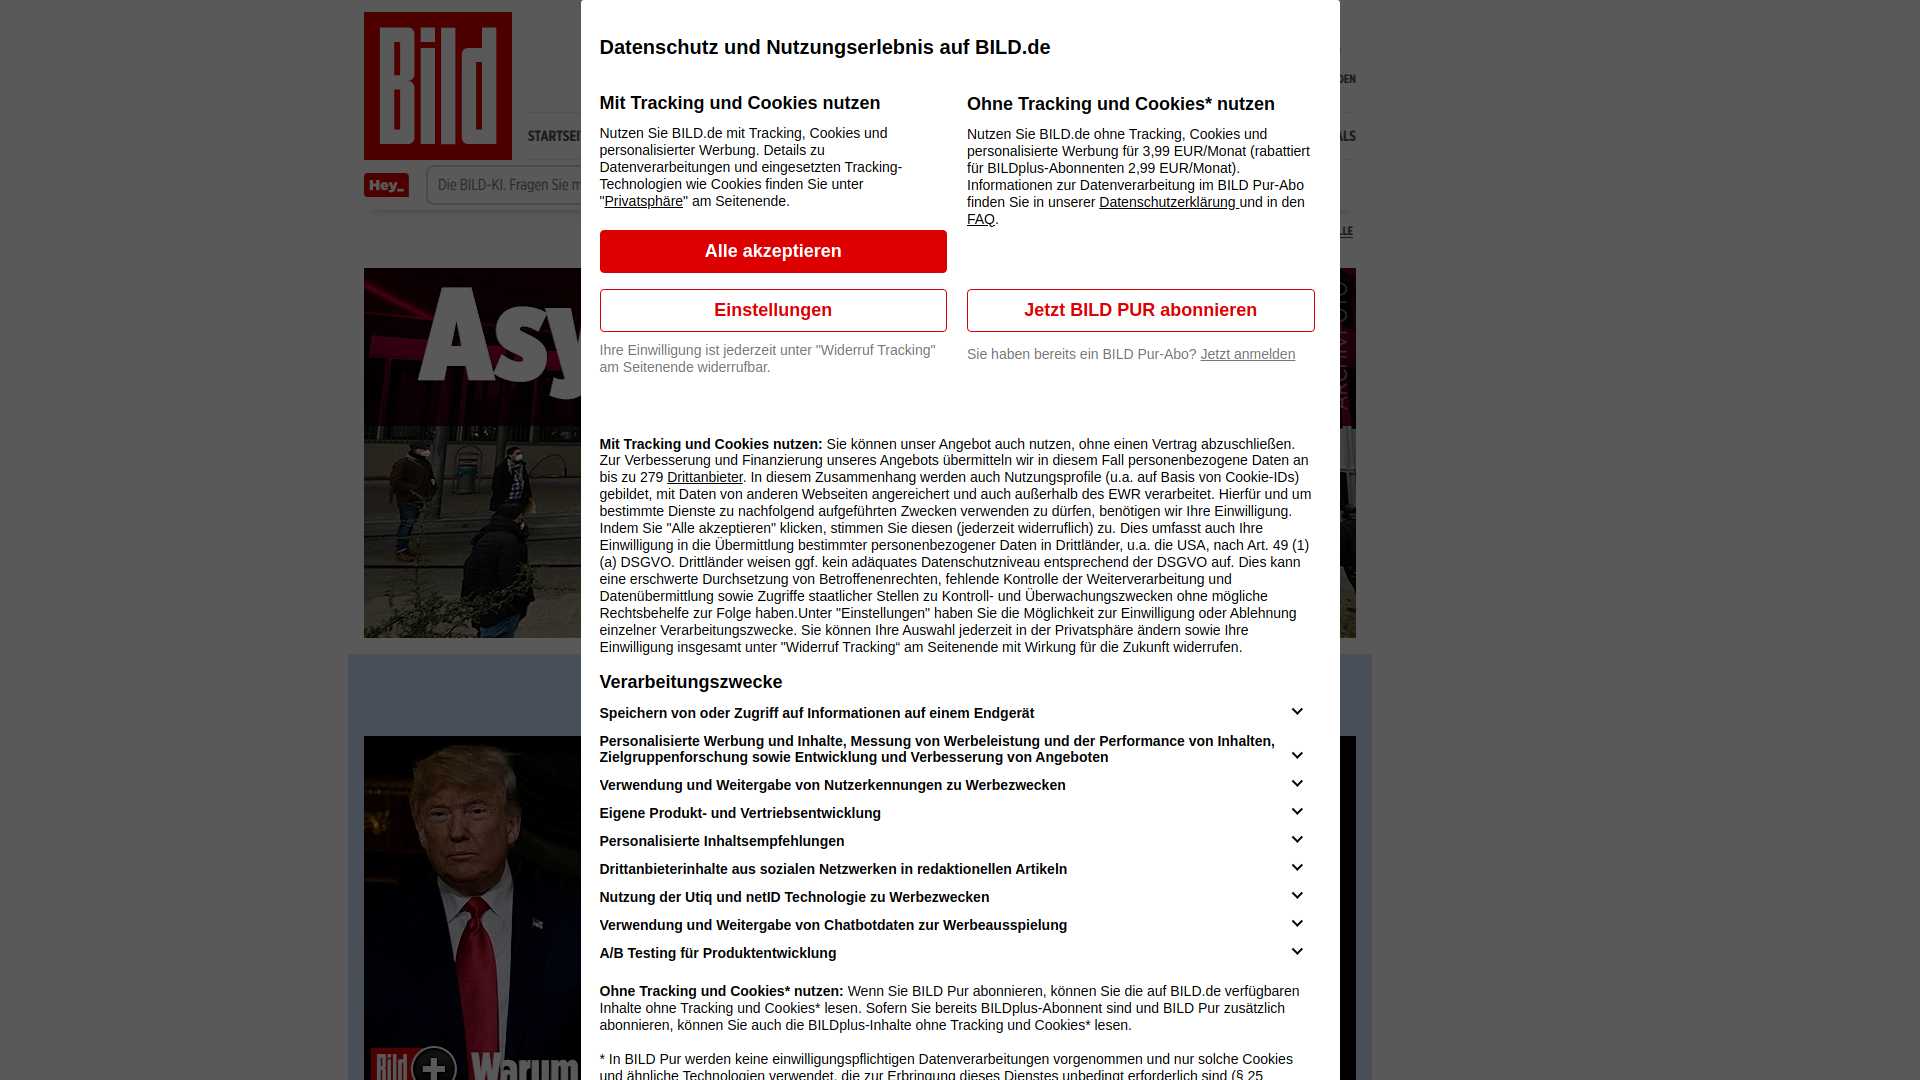 Bild
DEN
STARTSEI
ALS
Hey_
Die BILD-KI. Fragen Sie m
LLE
Asy
Datenschutz und Nutzungserlebnis auf BILD.de
Mit Tracking und Cookies nutzen
Nutzen Sie BILD.de mit Tracking, Cookies und
personalisierter Werbung. Details zu
Datenverarbeitungen und eingesetzten Tracking-
Technologien wie Cookies finden Sie unter
"Privatsphäre" am Seitenende.
Alle akzeptieren
Einstellungen
Ihre Einwilligung ist jederzeit unter "Widerruf Tracking"
am Seitenende widerrufbar.
Ohne Tracking und Cookies* nutzen
Nutzen Sie BILD.de ohne Tracking, Cookies und
personalisierte Werbung für 3,99 EUR/Monat (rabattiert
für BILDplus-Abonnenten 2,99 EUR/Monat).
Informationen zur Datenverarbeitung im BILD Pur-Abo
finden Sie in unserer Datenschutzerklärung und in den
FAQ.
Jetzt BILD PUR abonnieren
Sie haben bereits ein BILD Pur-Abo? Jetzt anmelden
Mit Tracking und Cookies nutzen: Sie können unser Angebot auch nutzen, ohne einen Vertrag abzuschließen.
Zur Verbesserung und Finanzierung unseres Angebots übermitteln wir in diesem Fall personenbezogene Daten an
bis zu 279 Drittanbieter. In diesem Zusammenhang werden auch Nutzungsprofile (u.a. auf Basis von Cookie-IDs)
gebildet, mit Daten von anderen Webseiten angereichert und auch außerhalb des EWR verarbeitet. Hierfür und um
bestimmte Dienste zu nachfolgend aufgeführten Zwecken verwenden zu dürfen, benötigen wir Ihre Einwilligung.
Indem Sie "Alle akzeptieren" klicken, stimmen Sie diesen (jederzeit widerruflich) zu. Dies umfasst auch Ihre
Einwilligung in die Übermittlung bestimmter personenbezogener Daten in Drittländer, u.a. die USA, nach Art. 49 (1)
(a) DSGVO. Drittländer weisen ggf. kein adäquates Datenschutzniveau entsprechend der DSGVO auf. Dies kann
eine erschwerte Durchsetzung von Betroffenenrechten, fehlende Kontrolle der Weiterverarbeitung und
Datenübermittlung sowie Zugriffe staatlicher Stellen zu Kontroll- und Überwachungszwecken ohne mögliche
Rechtsbehelfe zur Folge haben.Unter "Einstellungen" haben Sie die Möglichkeit zur Einwilligung oder Ablehnung
einzelner Verarbeitungszwecke. Sie können Ihre Auswahl jederzeit in der Privatsphäre ändern sowie Ihre
Einwilligung insgesamt unter "Widerruf Tracking“ am Seitenende mit Wirkung für die Zukunft widerrufen.
Verarbeitungszwecke
Speichern von oder Zugriff auf Informationen auf einem Endgerät
Personalisierte Werbung und Inhalte, Messung von Werbeleistung und der Performance von Inhalten,
Zielgruppenforschung sowie Entwicklung und Verbesserung von Angeboten
Verwendung und Weitergabe von Nutzerkennungen zu Werbezwecken
Eigene Produkt- und Vertriebsentwicklung
Personalisierte Inhaltsempfehlungen
Drittanbieterinhalte aus sozialen Netzwerken in redaktionellen Artikeln
Nutzung der Utiq und netID Technologie zu Werbezwecken
Verwendung und Weitergabe von Chatbotdaten zur Werbeausspielung
A/B Testing für Produktentwicklung
Ohne Tracking und Cookies* nutzen: Wenn Sie BILD Pur abonnieren, können Sie die auf BILD.de verfügbaren
Inhalte ohne Tracking und Cookies* lesen. Sofern Sie bereits BILDplus-Abonnent sind und BILD Pur zusätzlich
abonnieren, können Sie auch die BILDplus-Inhalte ohne Tracking und Cookies* lesen.
* In BILD Pur werden keine einwilligungspflichtigen Datenverarbeitungen vorgenommen und nur solche Cookies
und ähnliche Technologien verwendet, die zur Erbringung dieses Dienstes unbedingt erforderlich sind (§ 25
Bild +
Warum